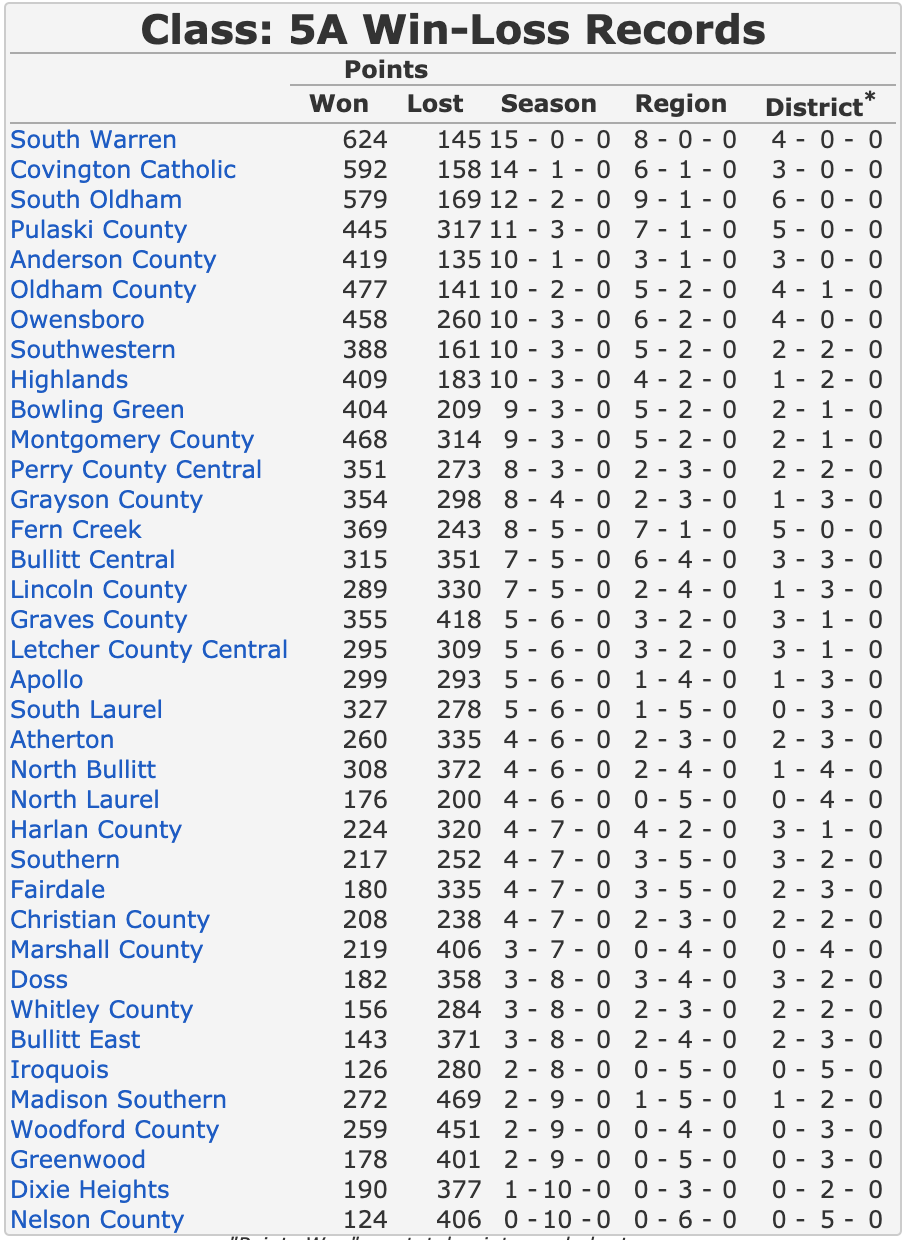 Class: 5A Win-Loss Records
Points
Won Lost Season Region District*
South Warren 624 145 15 - 0 - 0 8 - 0 - 0 4 - 0 - 0
Covington Catholic 592 158 14 - 1 - 0 6 - 1 - 0 3 - 0 - 0
South Oldham 579 169 12 - 2 - 0 9 - 1 - 0 6 - 0 - 0
Pulaski County 445 317 11 - 3 - 0 7 - 1 - 0 5 - 0 - 0
Anderson County 419 135 10 - 1 - 0 3 - 1 - 0 3 - 0 - 0
Oldham County 477 141 10 - 2 - 0 5 - 2 - 0 4 - 1 - 0
Owensboro 458 260 10 - 3 - 0 6 - 2 - 0 4 - 0 - 0
Southwestern 388 161 10 - 3 - 0 5 - 2 - 0 2 - 2 - 0
Highlands 409 183 10 - 3 - 0 4 - 2 - 0 1 - 2 - 0
Bowling Green 404 209 9 - 3 - 0 5 - 2 - 0 2 - 1 - 0
Montgomery County 468 314 9 - 3 - 0 5 - 2 - 0 2 - 1 - 0
Perry County Central 351 273 8 - 3 - 0 2 - 3 - 0 2 - 2 - 0
Grayson County 354 298 8 - 4 - 0 2 - 3 - 0 1 - 3 - 0
Fern Creek 369 243 8 - 5 - 0 7 - 1 - 0 5 - 0 - 0
Bullitt Central 315 351 7 - 5 - 0 6 - 4 - 0 3 - 3 - 0
Lincoln County 289 330 7 - 5 - 0 2 - 4 - 0 1 - 3 - 0
Graves County 355 418 5 - 6 - 0 3 - 2 - 0 3 - 1 - 0
Letcher County Central 295 309 5 - 6 - 0 3 - 2 - 0 3 - 1 - 0
Apollo 299 293 5 - 6 - 0 1 - 4 - 0 1 - 3 - 0
South Laurel 327 278 5 - 6 - 0 1 - 5 - 0 0 - 3 - 0
Atherton 260 335 4 - 6 - 0 2 - 3 - 0 2 - 3 - 0
North Bullitt 308 372 4 - 6 - 0 2 - 4 - 0 1 - 4 - 0
North Laurel 176 200 4 - 6 - 0 0 - 5 - 0 0 - 4 - 0
Harlan County 224 320 4 - 7 - 0 4 - 2 - 0 3 - 1 - 0
Southern 217 252 4 - 7 - 0 3 - 5 - 0 3 - 2 - 0
Fairdale 180 335 4 - 7 - 0 3 - 5 - 0 2 - 3 - 0
Christian County 208 238 4 - 7 - 0 2 - 3 - 0 2 - 2 - 0
Marshall County 219 406 3 - 7 - 0 0 - 4 - 0 0 - 4 - 0
Doss 182 358 3 - 8 - 0 3 - 4 - 0 3 - 2 - 0
Whitley County 156 284 3 - 8 - 0 2 - 3 - 0 2 - 2 - 0
Bullitt East 143 371 3 - 8 - 0 2 - 4 - 0 2 - 3 - 0
Iroquois 126 280 2 - 8 - 0 0 - 5 - 0 0 - 5 - 0
Madison Southern 272 469 2 - 9 - 0 1 - 5 - 0 1 - 2 - 0
Woodford County 259 451 2 - 9 - 0 0 - 4 - 0 0 - 3 - 0
Greenwood 178 401 2 - 9 - 0 0 - 5 - 0 0 - 3 - 0
Dixie Heights 190 377 1 - 10 - 0 0 - 3 - 0 0 - 2 - 0
Nelson County 124 406 0 - 10 - 0 0 - 6 - 0 0 - 5 - 0